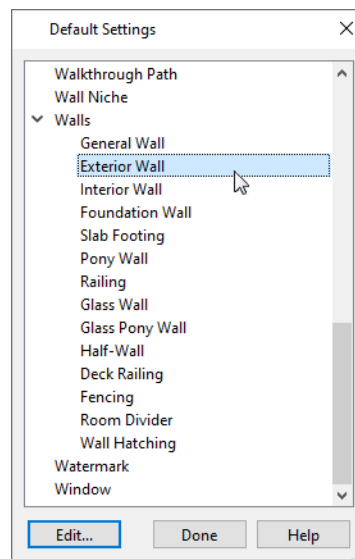 Default Settings
Walkthrough Path
Wall Niche
Walls
General Wall
Exterior Wall
Interior Wall
Foundation Wall
Slab Footing
Pony Wall
Railing
Glass Wall
Glass Pony Wall
Half-Wall
Deck Railing
Fencing
Room Divider
Wall Hatching
Watermark
Window
Edit... Done Help